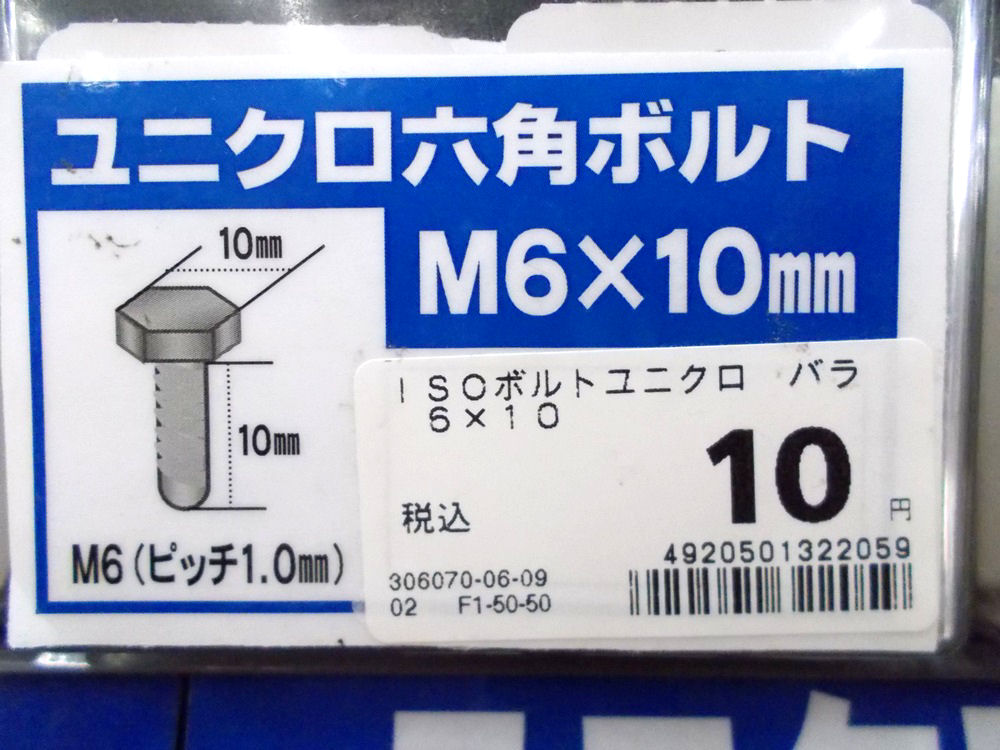 ユニクロ六角ボルト
M6×10㎜
10㎜
10㎜
M6(ピッチ1.0㎜)
ISOボルトユニクロ バラ
6×10
10
税込
円
4920501322059
306070-06-09
02 F1-50-50